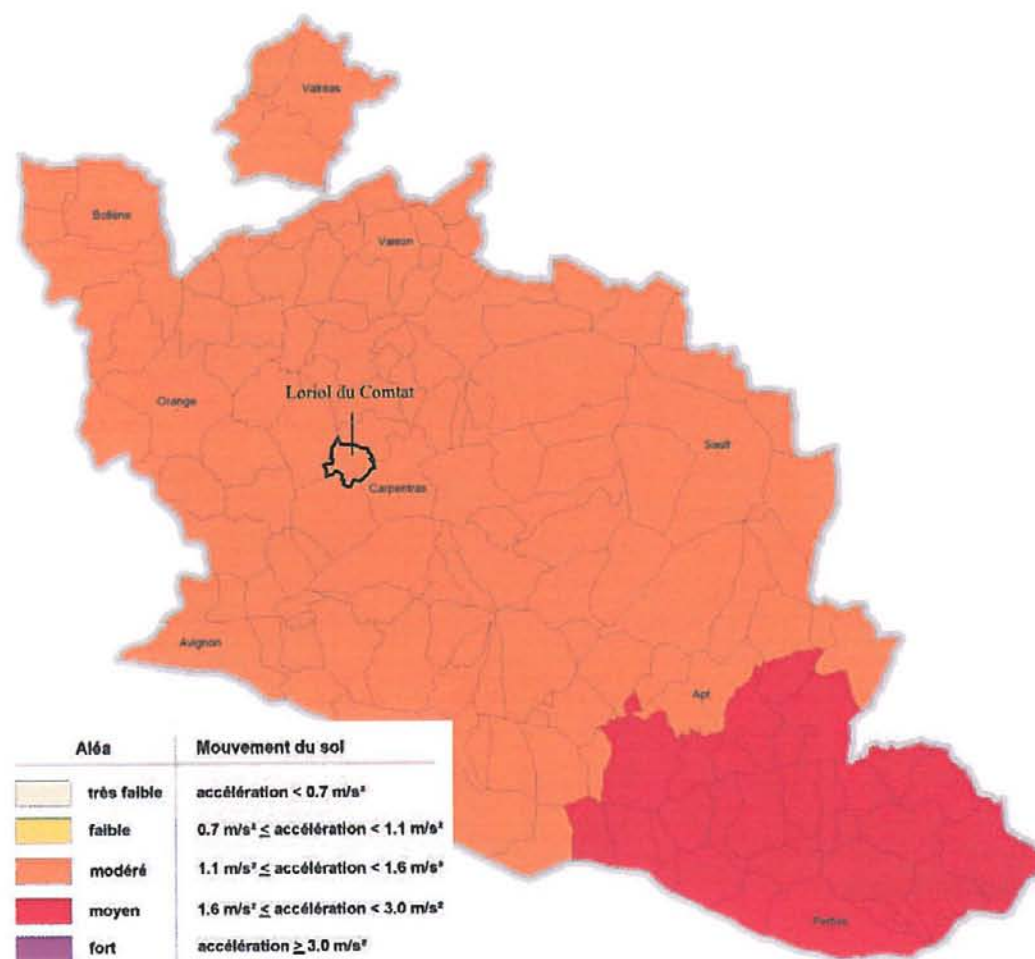 Valréas
Bollène
Vaison
Loriol du Comtat
Orange
Sault
Carpentras
Avignon
Apt
Pertuis
Aléa Mouvement du sol
très faible accélération < 0.7 m/s²
faible 0.7 m/s² ≤ accélération < 1.1 m/s²
modéré 1.1 m/s² ≤ accélération < 1.6 m/s²
moyen 1.6 m/s² ≤ accélération < 3.0 m/s²
fort accélération ≥ 3.0 m/s²